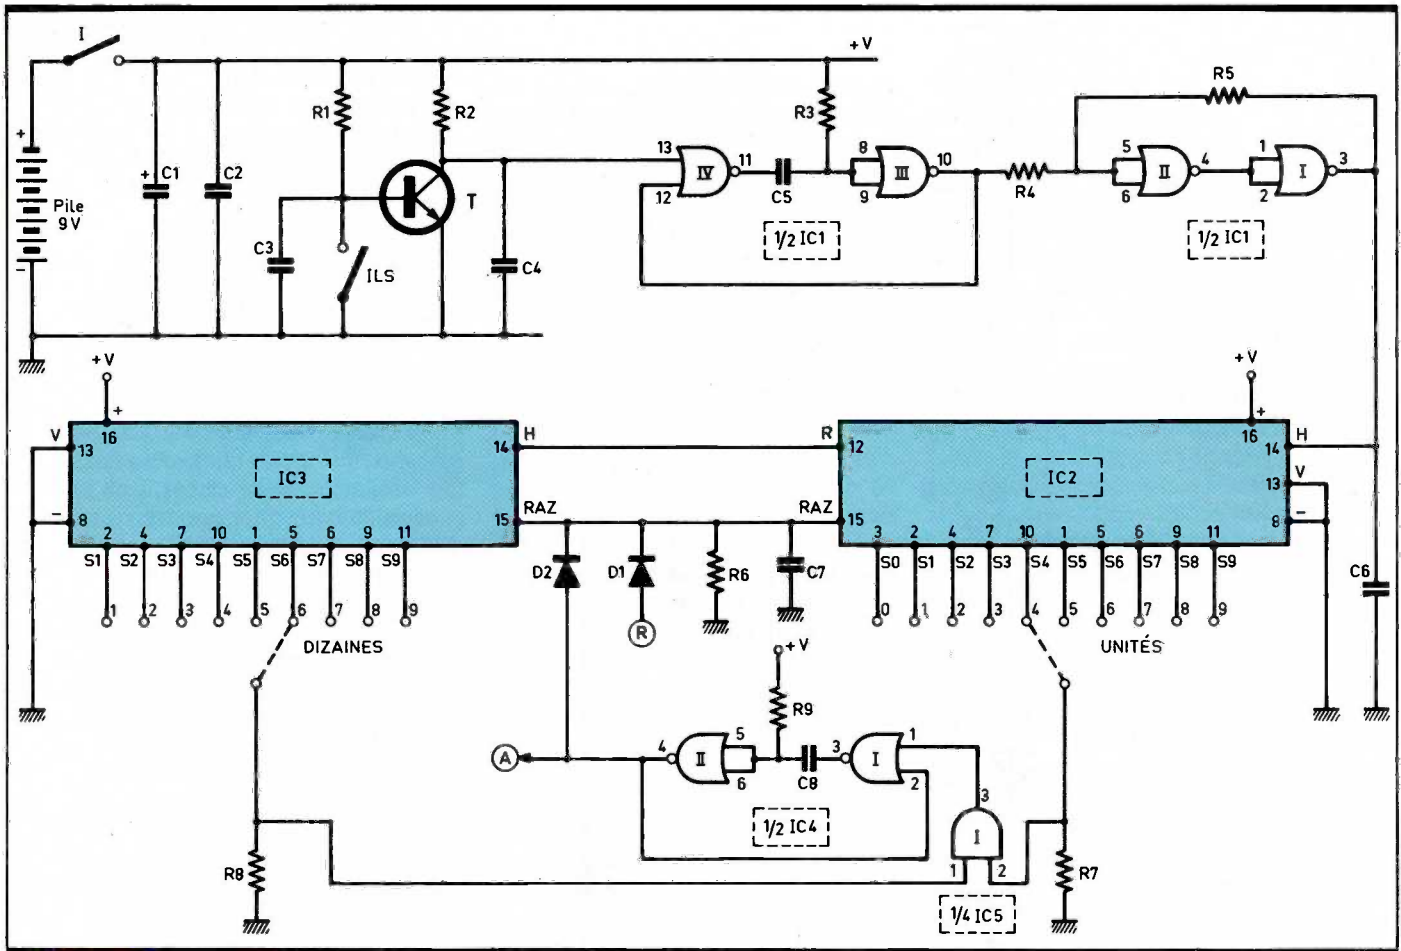 I
+V
R5
R1
R2
R3
+
+
C1
C2
Pile
9V
-
T
C3
ILS
C4
13
12
IV
11
C5
8
9
III
10
R4
5
6
II
4
1
2
I
3
1/2 IC1
1/2 IC1
+V
+
16
V
13
-
8
IC3
14
H
15
RAZ
2
4
7
10
1
5
6
9
11
S1
S2
S3
S4
S5
S6
S7
S8
S9
1
2
3
4
5
6
7
8
9
DIZAINES
D2
D1
R
R6
C7
+V
+
16
R
12
RAZ
15
IC2
14
H
13
V
8
-
3
2
4
7
10
1
5
6
9
11
S0
S1
S2
S3
S4
S5
S6
S7
S8
S9
0
1
2
3
4
5
6
7
8
9
UNITÉS
C6
+V
R9
A
4
II
5
6
C8
3
I
1
2
1/2 IC4
3
I
1
2
1/4 IC5
R8
R7